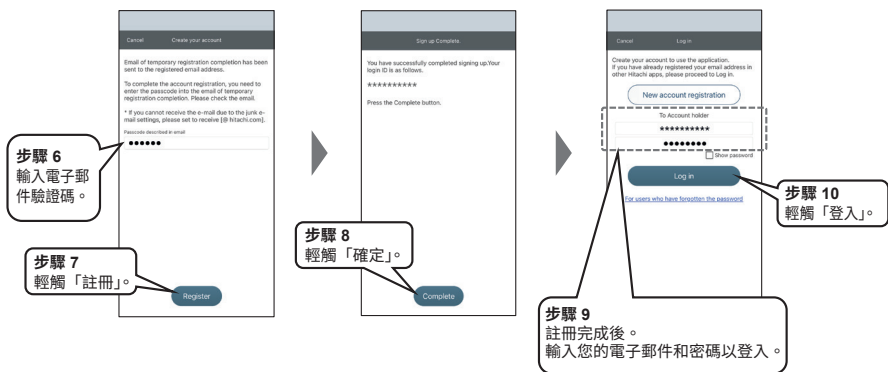 Cancel
Create your account
Email of temporary registration completion has been
sent to the registered email address.
To complete the account registration, you need to
enter the passcode into the email of temporary
registration completion. Please check the email.
* If you cannot receive the e-mail due to the junk e-
mail settings, please set to receive [@ hitachi.com].
Passcode described in email
●●●●●●
步驟 6
輸入電子郵
件驗證碼。
步驟 7
輕觸「註冊」。
Register
Sign up Complete.
You have successfully completed signing up.Your
login ID is as follows.
**********
Press the Complete button.
步驟 8
輕觸「確定」。
Complete
Cancel
Log in
Create your account to use the application.
If you have already registered your email address in
other Hitachi apps, please proceed to Log in.
New account registration
To Account holder
**********
●●●●●●●●
Show password
Log in
For users who have forgotten the password
步驟 10
輕觸「登入」。
步驟 9
註冊完成後。
輸入您的電子郵件和密碼以登入。